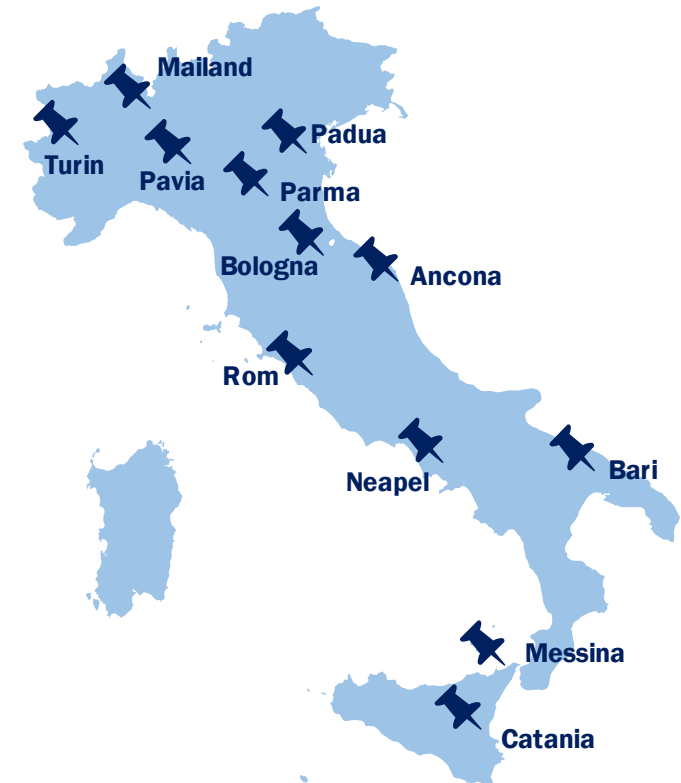 Mailand
Padua
Turin
Pavia
Parma
Bologna
Ancona
Rom
Neapel
Bari
Messina
Catania